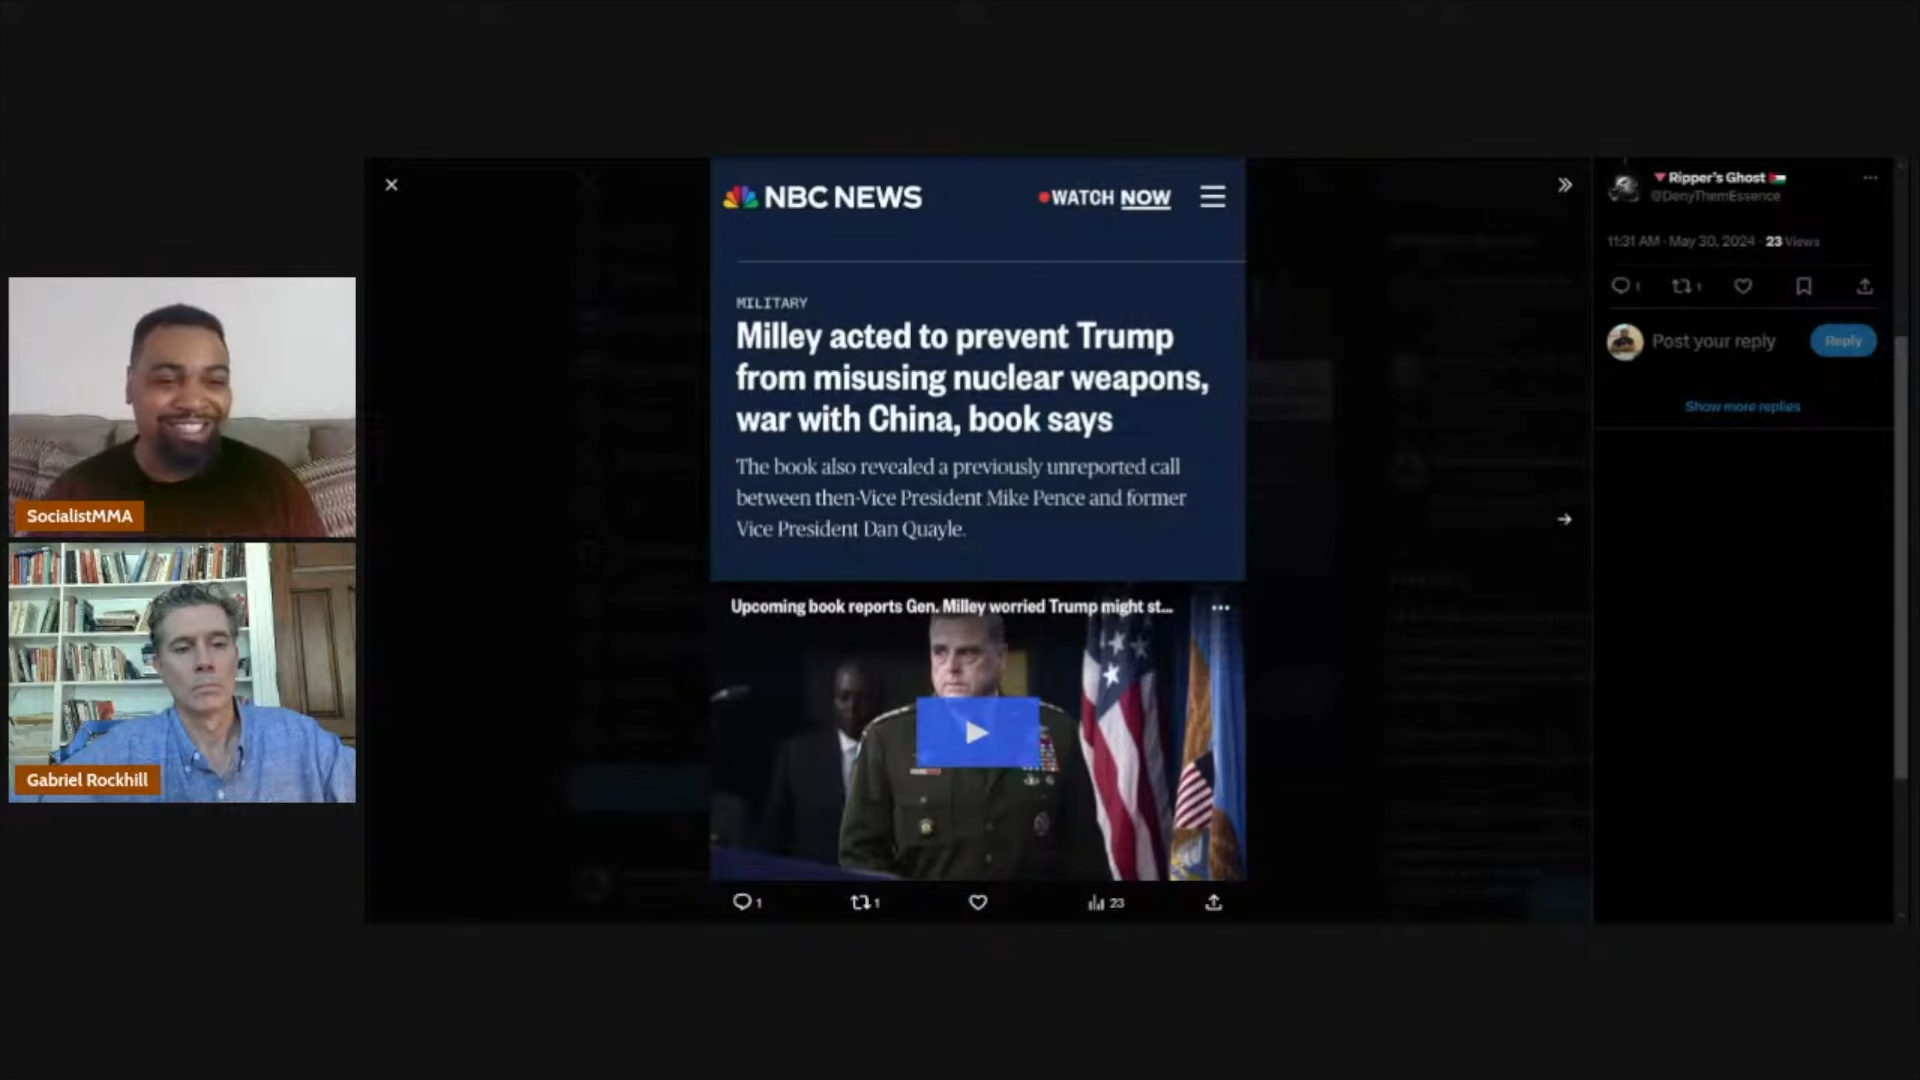 NBC NEWS
WATCH NOW
MILITARY
Milley acted to prevent Trump
from misusing nuclear weapons,
war with China, book says
The book also revealed a previously unreported call
between then-Vice President Mike Pence and former
Vice President Dan Quayle.
Upcoming book reports Gen. Milley worried Trump might st...
1
1
23
Ripper's Ghost
@DenyThemEssence
11:31 AM · May 30, 2024 · 23 Views
1
1
Post your reply
Reply
Show more replies
SocialistMMA
Gabriel Rockhill